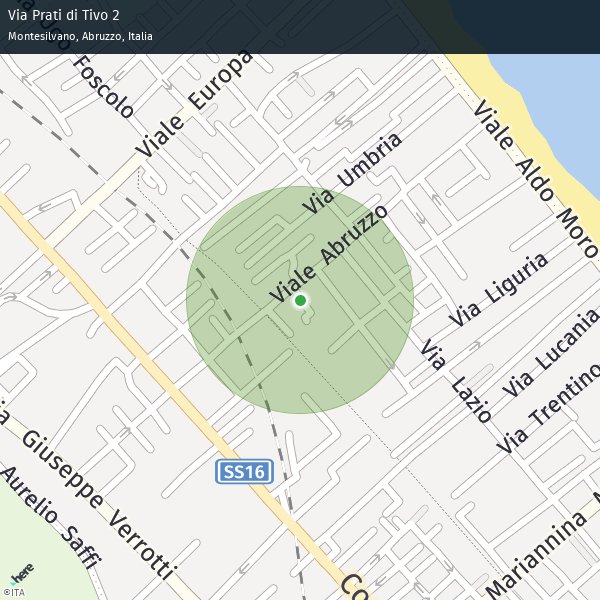 Via Prati di Tivo 2
Montesilvano, Abruzzo, Italia
Foscolo
Viale Europa
Via Umbria
Viale Aldo Moro
Viale Abruzzo
Via Liguria
Via Lazio
Via Lucania
Via Trentino
SS16
Giuseppe Verrotti
Aurelio Saffi
Mariannina
Co
here
©ITA